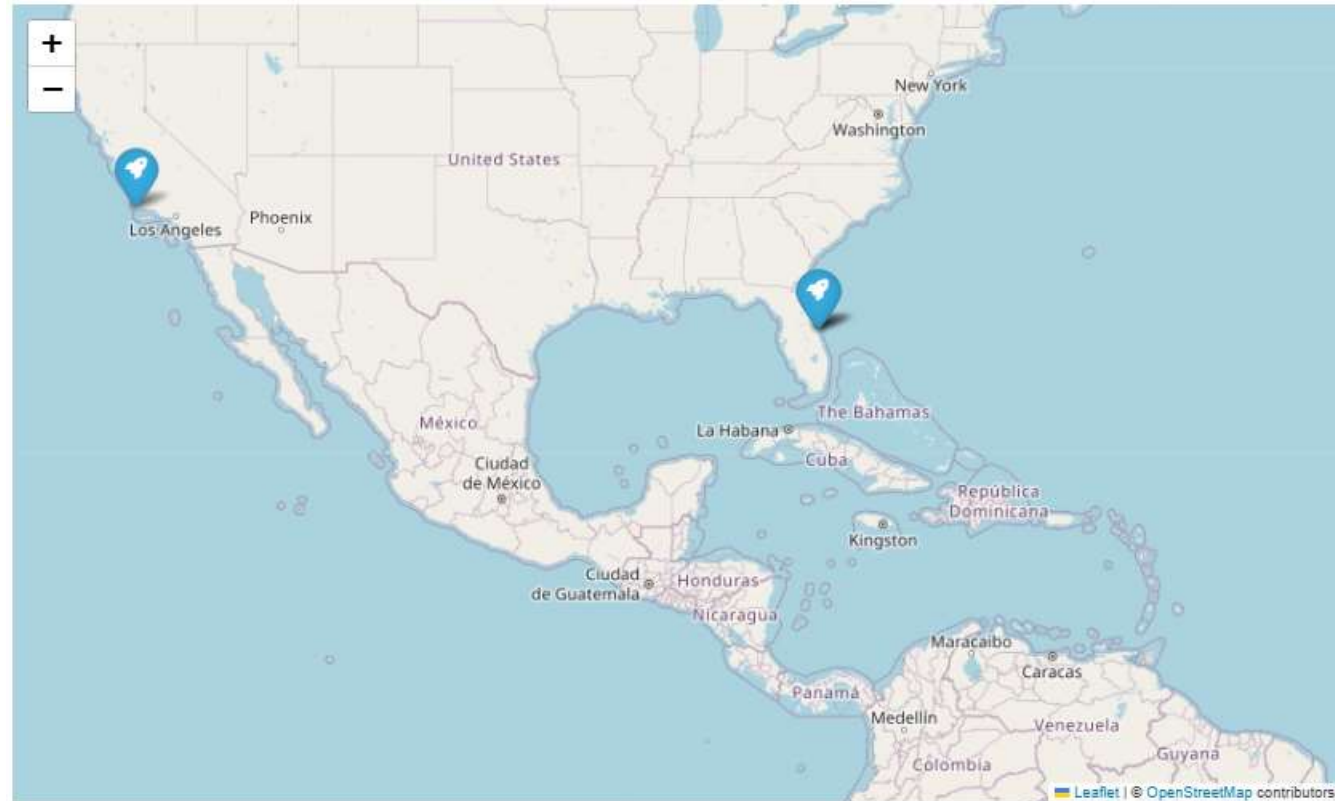 +
−
New York
Washington
United States
Los Angeles
Phoenix
The Bahamas
La Habana
México
Cuba
Ciudad
de México
República
Dominicana
Kingston
Ciudad
de Guatemala
Honduras
Nicaragua
Maracaibo
Caracas
Panamá
Medellín
Venezuela
Guyana
Colombia
Leaflet | © OpenStreetMap contributors